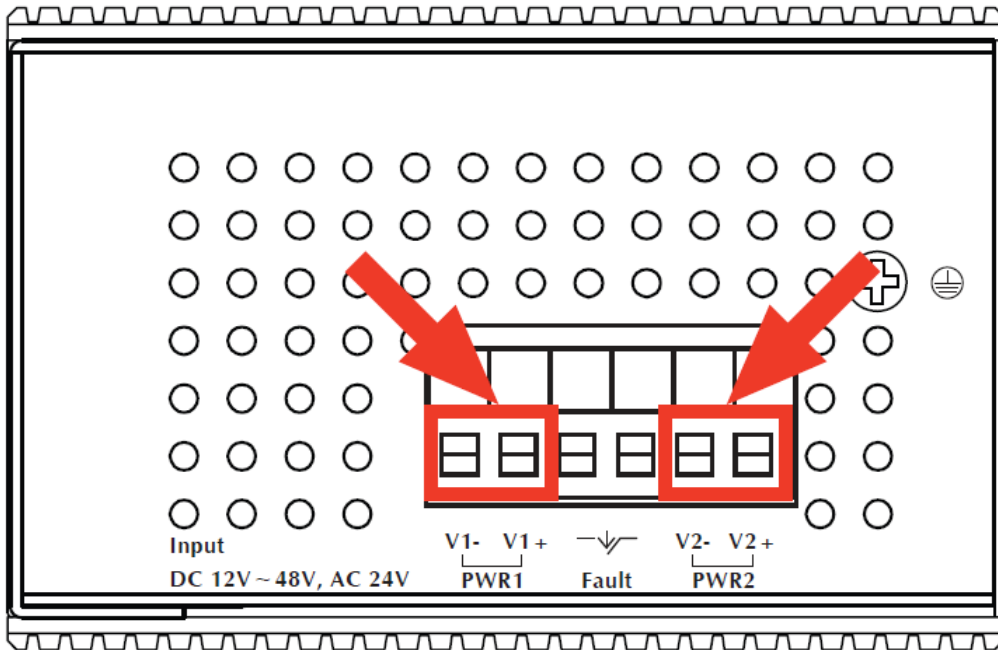 Input
DC 12V ~ 48V, AC 24V
V1- V1 +
PWR1
Fault
V2- V2 +
PWR2